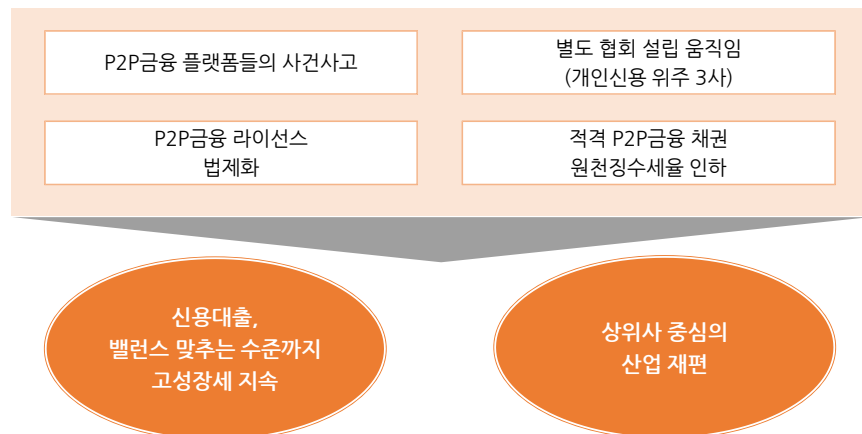 P2P금융 플랫폼들의 사건사고
별도 협회 설립 움직임
(개인신용 위주 3사)
P2P금융 라이선스
법제화
적격 P2P금융 채권
원천징수세율 인하
신용대출,
밸런스 맞추는 수준까지
고성장세 지속
상위사 중심의
산업 재편